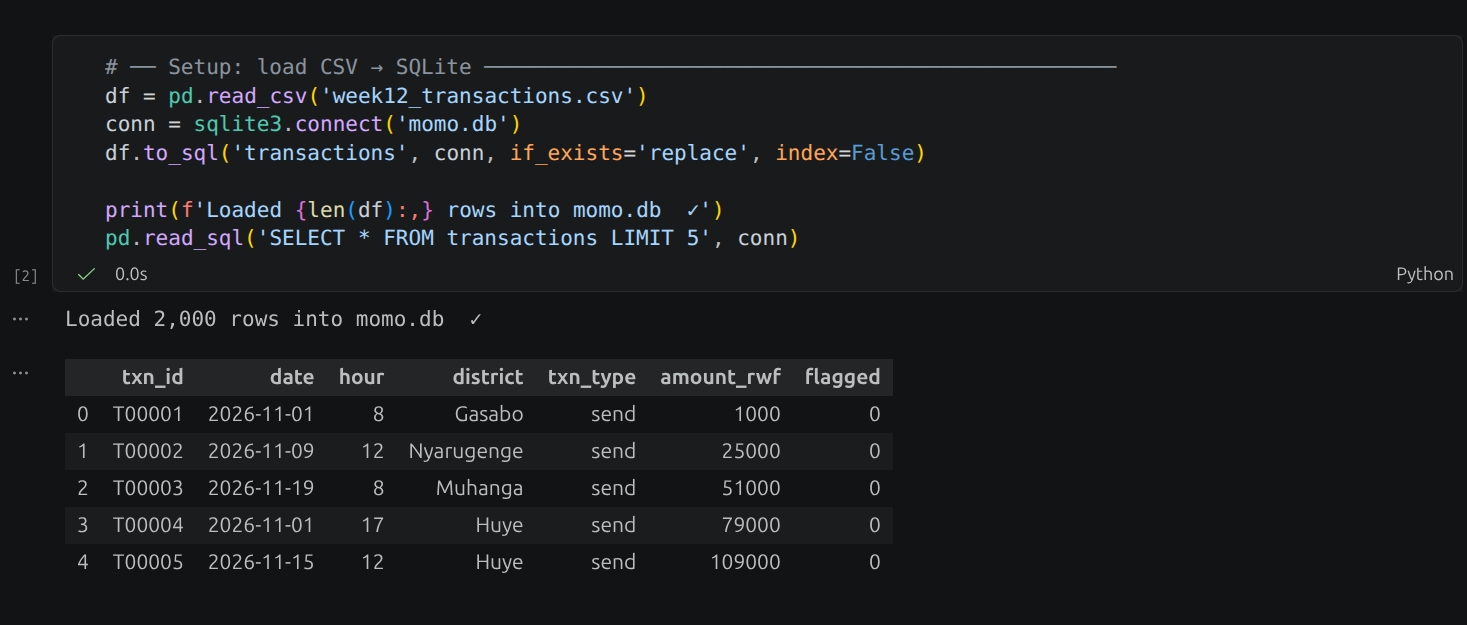 # ── Setup: load CSV → SQLite ──────────────────────────────────────────────────
df = pd.read_csv('week12_transactions.csv')
conn = sqlite3.connect('momo.db')
df.to_sql('transactions', conn, if_exists='replace', index=False)
print(f'Loaded {len(df):,} rows into momo.db  ✓')
pd.read_sql('SELECT * FROM transactions LIMIT 5', conn)
[2] ✓ 0.0s Python
... Loaded 2,000 rows into momo.db  ✓
...
txn_id date hour district txn_type amount_rwf flagged
0 T00001 2026-11-01 8 Gasabo send 1000 0
1 T00002 2026-11-09 12 Nyarugenge send 25000 0
2 T00003 2026-11-19 8 Muhanga send 51000 0
3 T00004 2026-11-01 17 Huye send 79000 0
4 T00005 2026-11-15 12 Huye send 109000 0